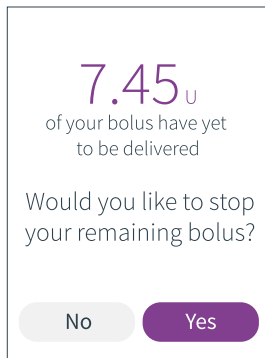 7.45 U
of your bolus have yet
to be delivered
Would you like to stop
your remaining bolus?
No Yes